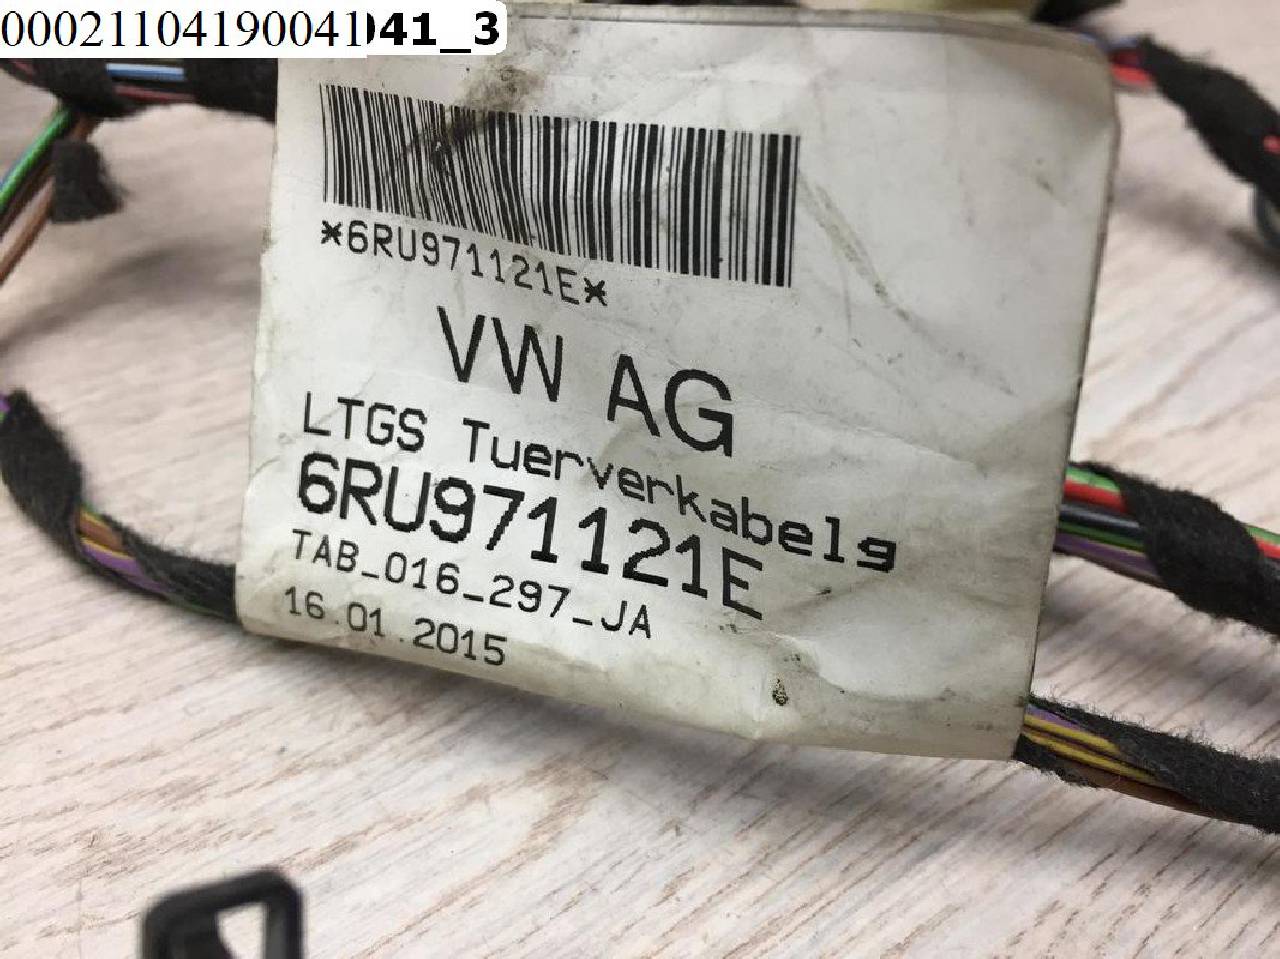 00021104190041041_3
*6RU971121E*
VW AG
LTGS Tuerverkabelg
6RU971121E
TAB_016_297_JA
16.01.2015